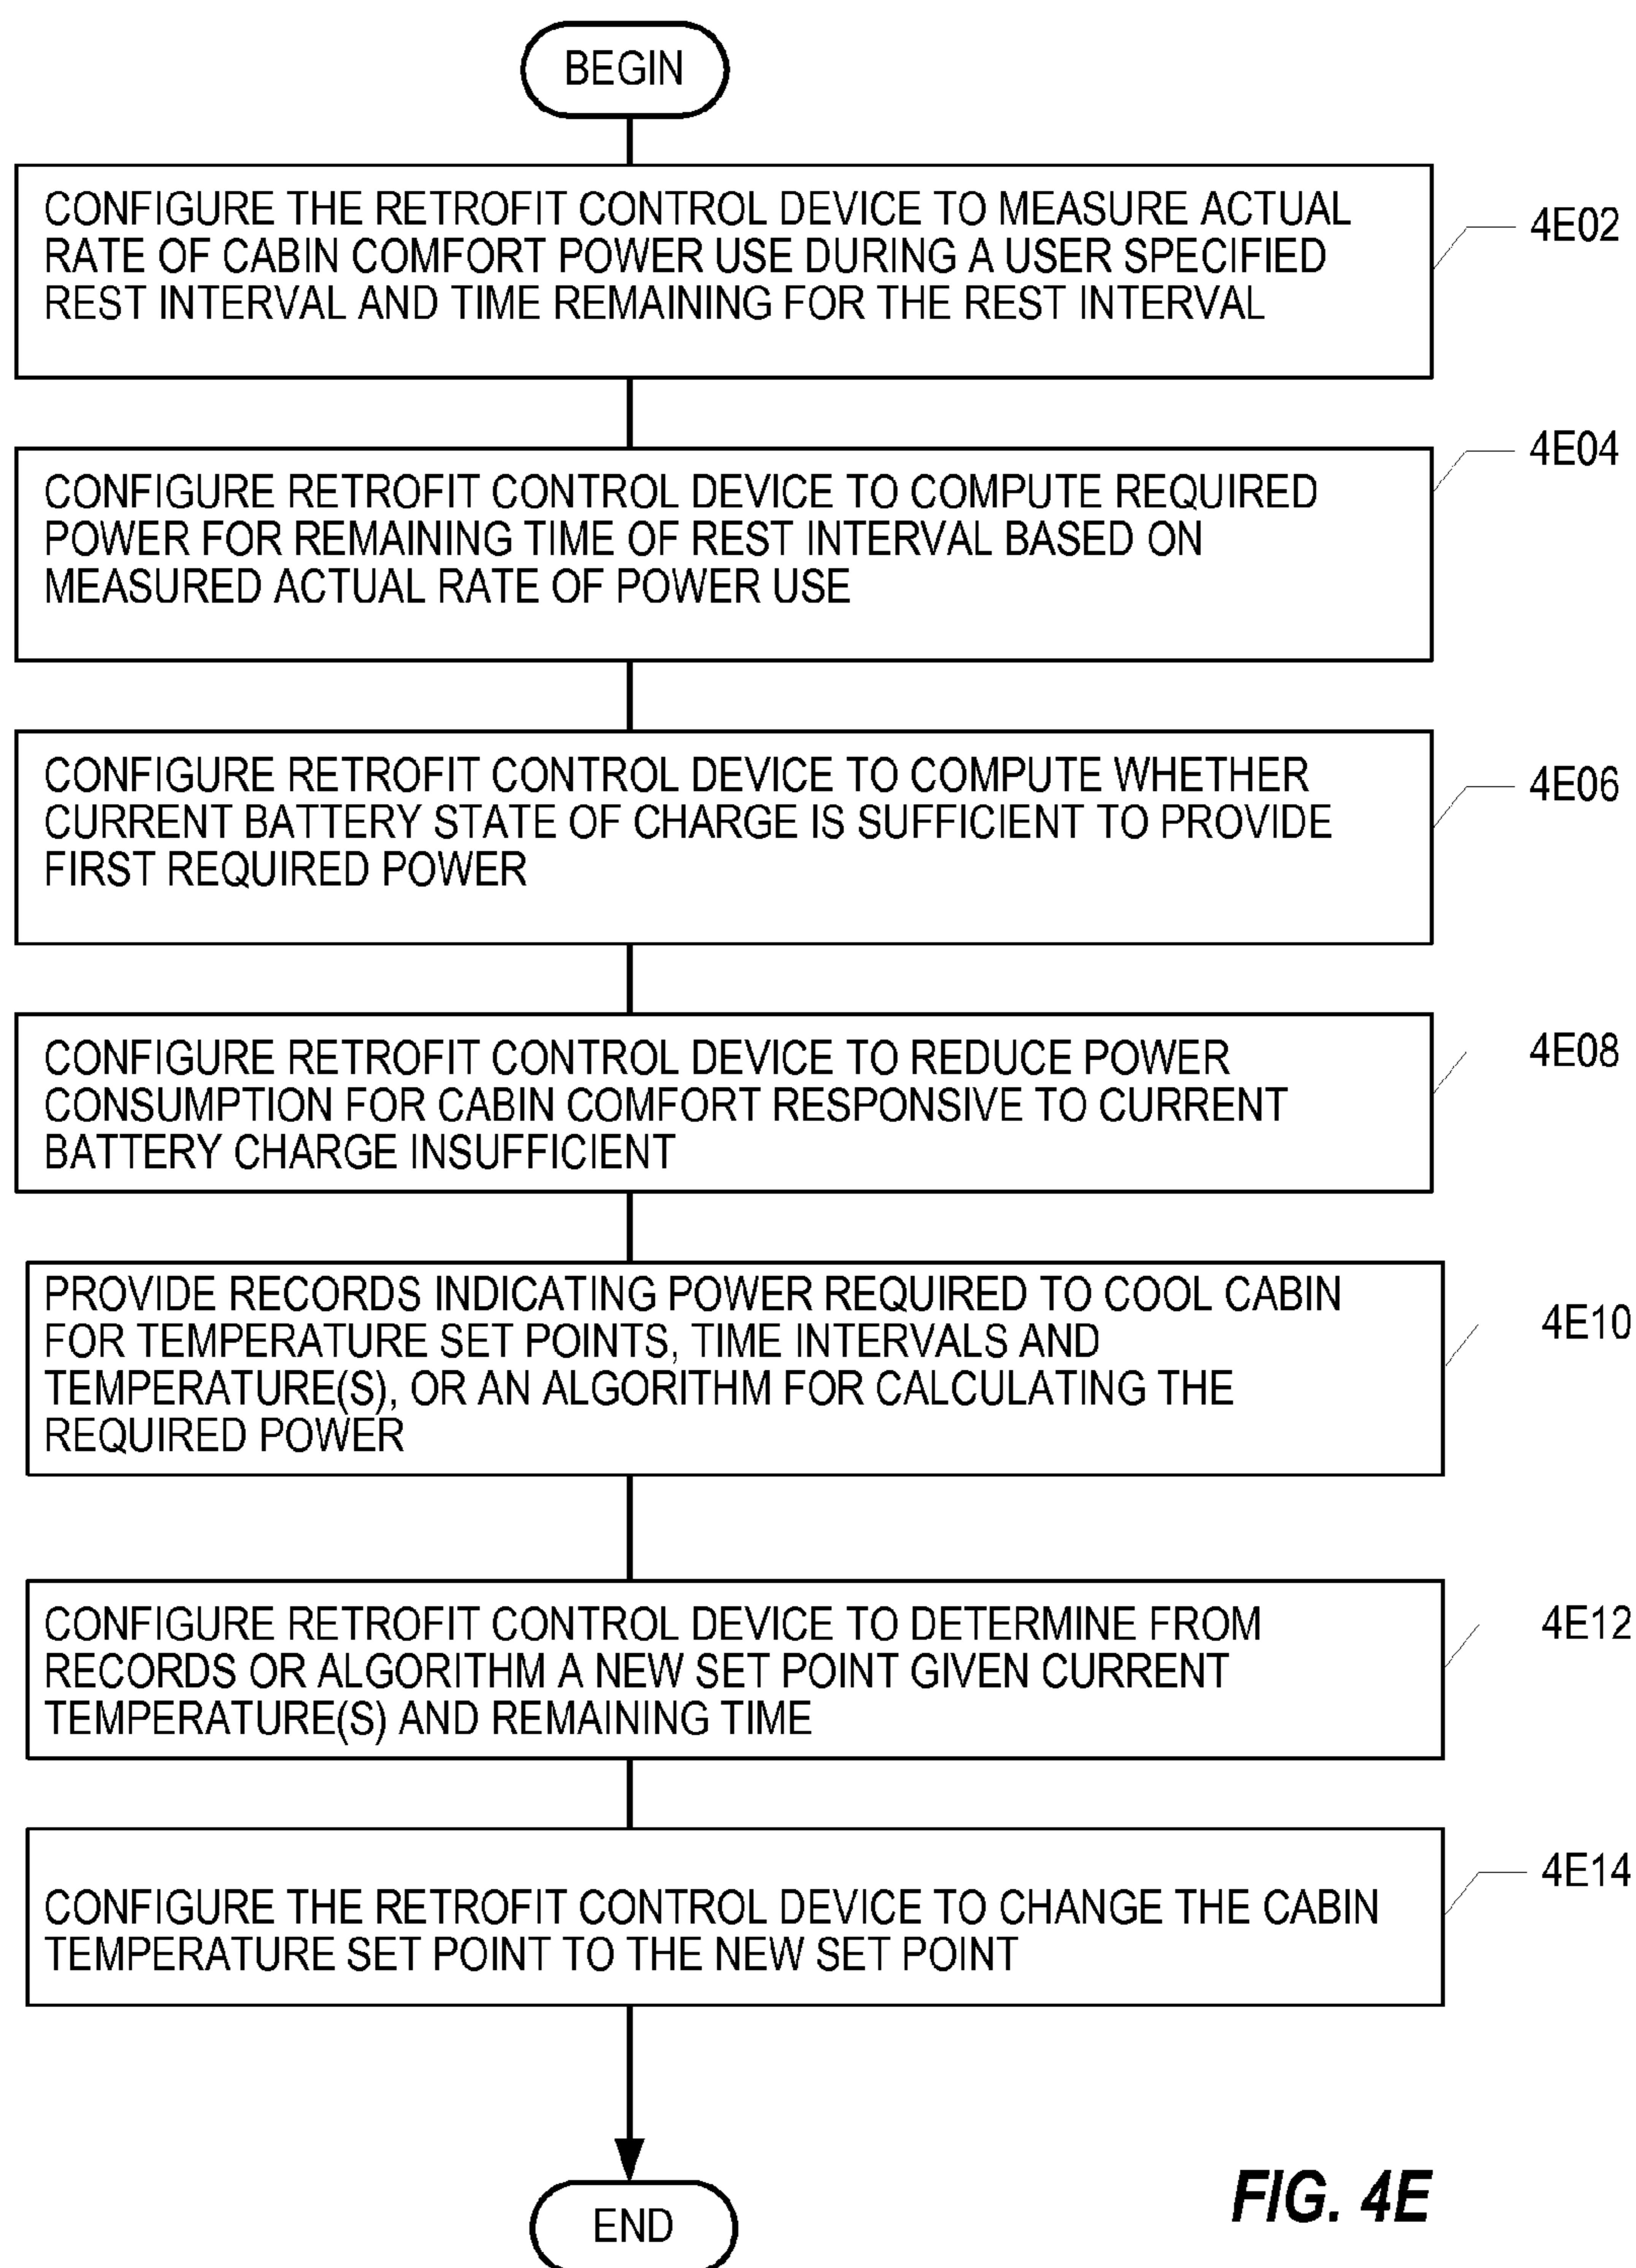 BEGIN
CONFIGURE THE RETROFIT CONTROL DEVICE TO MEASURE ACTUAL
RATE OF CABIN COMFORT POWER USE DURING A USER SPECIFIED
REST INTERVAL AND TIME REMAINING FOR THE REST INTERVAL
4E02
CONFIGURE RETROFIT CONTROL DEVICE TO COMPUTE REQUIRED
POWER FOR REMAINING TIME OF REST INTERVAL BASED ON
MEASURED ACTUAL RATE OF POWER USE
4E04
CONFIGURE RETROFIT CONTROL DEVICE TO COMPUTE WHETHER
CURRENT BATTERY STATE OF CHARGE IS SUFFICIENT TO PROVIDE
FIRST REQUIRED POWER
4E06
CONFIGURE RETROFIT CONTROL DEVICE TO REDUCE POWER
CONSUMPTION FOR CABIN COMFORT RESPONSIVE TO CURRENT
BATTERY CHARGE INSUFFICIENT
4E08
PROVIDE RECORDS INDICATING POWER REQUIRED TO COOL CABIN
FOR TEMPERATURE SET POINTS, TIME INTERVALS AND
TEMPERATURE(S), OR AN ALGORITHM FOR CALCULATING THE
REQUIRED POWER
4E10
CONFIGURE RETROFIT CONTROL DEVICE TO DETERMINE FROM
RECORDS OR ALGORITHM A NEW SET POINT GIVEN CURRENT
TEMPERATURE(S) AND REMAINING TIME
4E12
CONFIGURE THE RETROFIT CONTROL DEVICE TO CHANGE THE CABIN
TEMPERATURE SET POINT TO THE NEW SET POINT
4E14
END
FIG. 4E